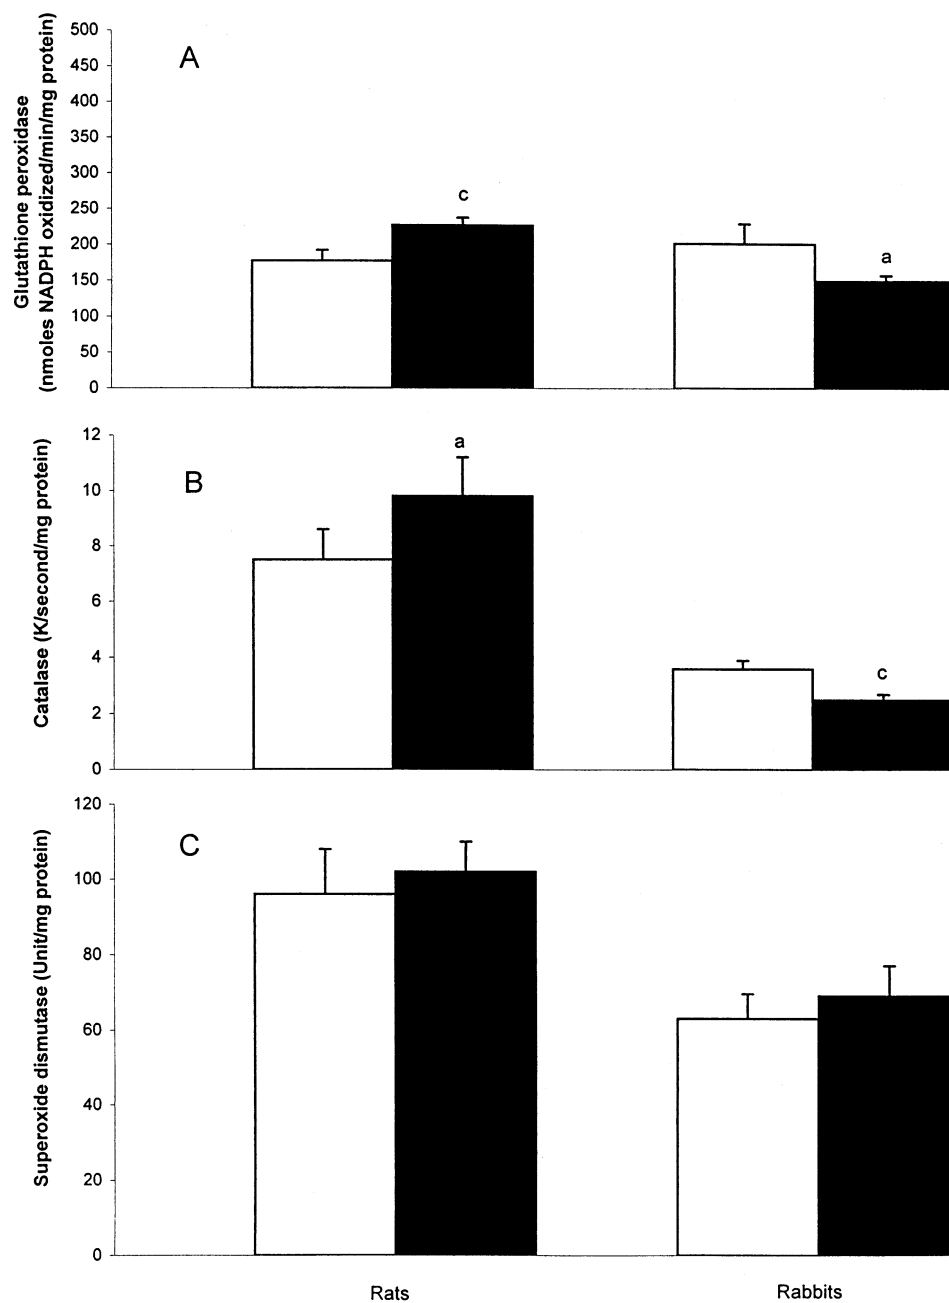 A
Glutathione peroxidase
(nmoles NADPH oxidized/min/mg protein)
500
450
400
350
300
250
200
150
100
50
0
c
a
B
Catalase (K/second/mg protein)
12
10
8
6
4
2
0
a
c
C
Superoxide dismutase (Unit/mg protein)
120
100
80
60
40
20
0
Rats
Rabbits